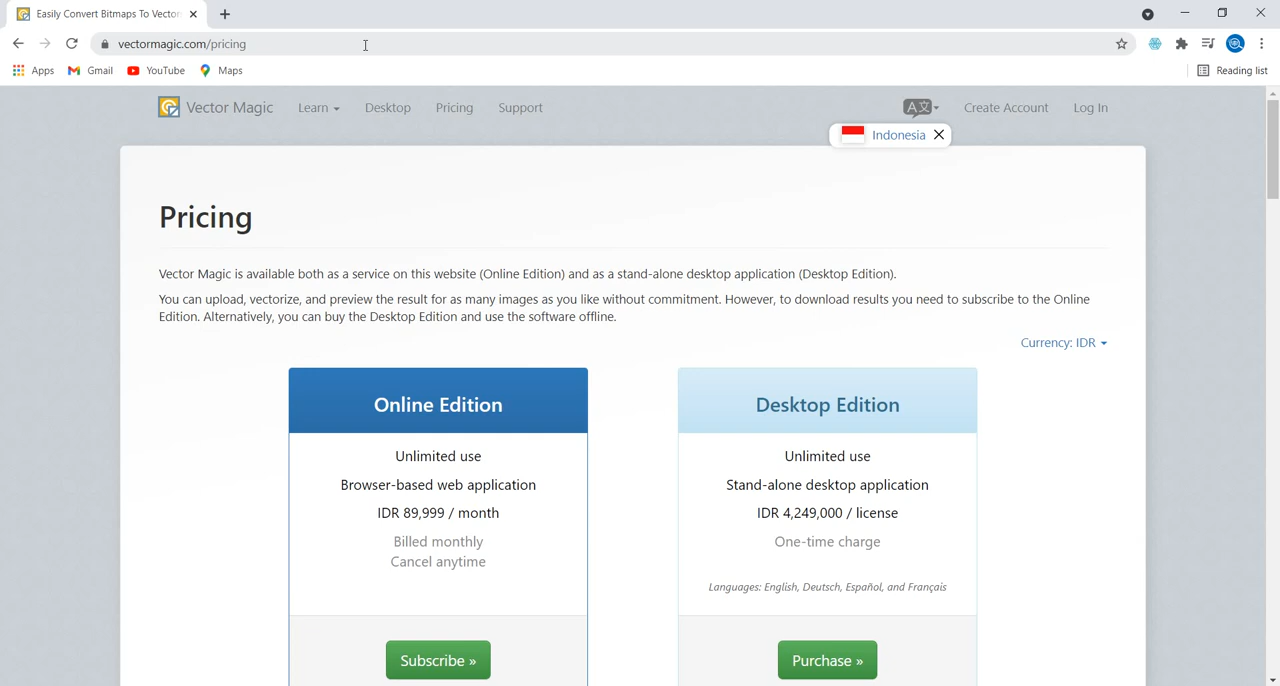 Easily Convert Bitmaps To Vector
vectormagic.com/pricing
Apps Gmail YouTube Maps Reading list
Vector Magic Learn Desktop Pricing Support A文 Create Account Log In
Indonesia
Pricing
Vector Magic is available both as a service on this website (Online Edition) and as a stand-alone desktop application (Desktop Edition).
You can upload, vectorize, and preview the result for as many images as you like without commitment. However, to download results you need to subscribe to the Online
Edition. Alternatively, you can buy the Desktop Edition and use the software offline.
Currency: IDR
Online Edition
Unlimited use
Browser-based web application
IDR 89,999 / month
Billed monthly
Cancel anytime
Subscribe »
Desktop Edition
Unlimited use
Stand-alone desktop application
IDR 4,249,000 / license
One-time charge
Languages: English, Deutsch, Español, and Français
Purchase »